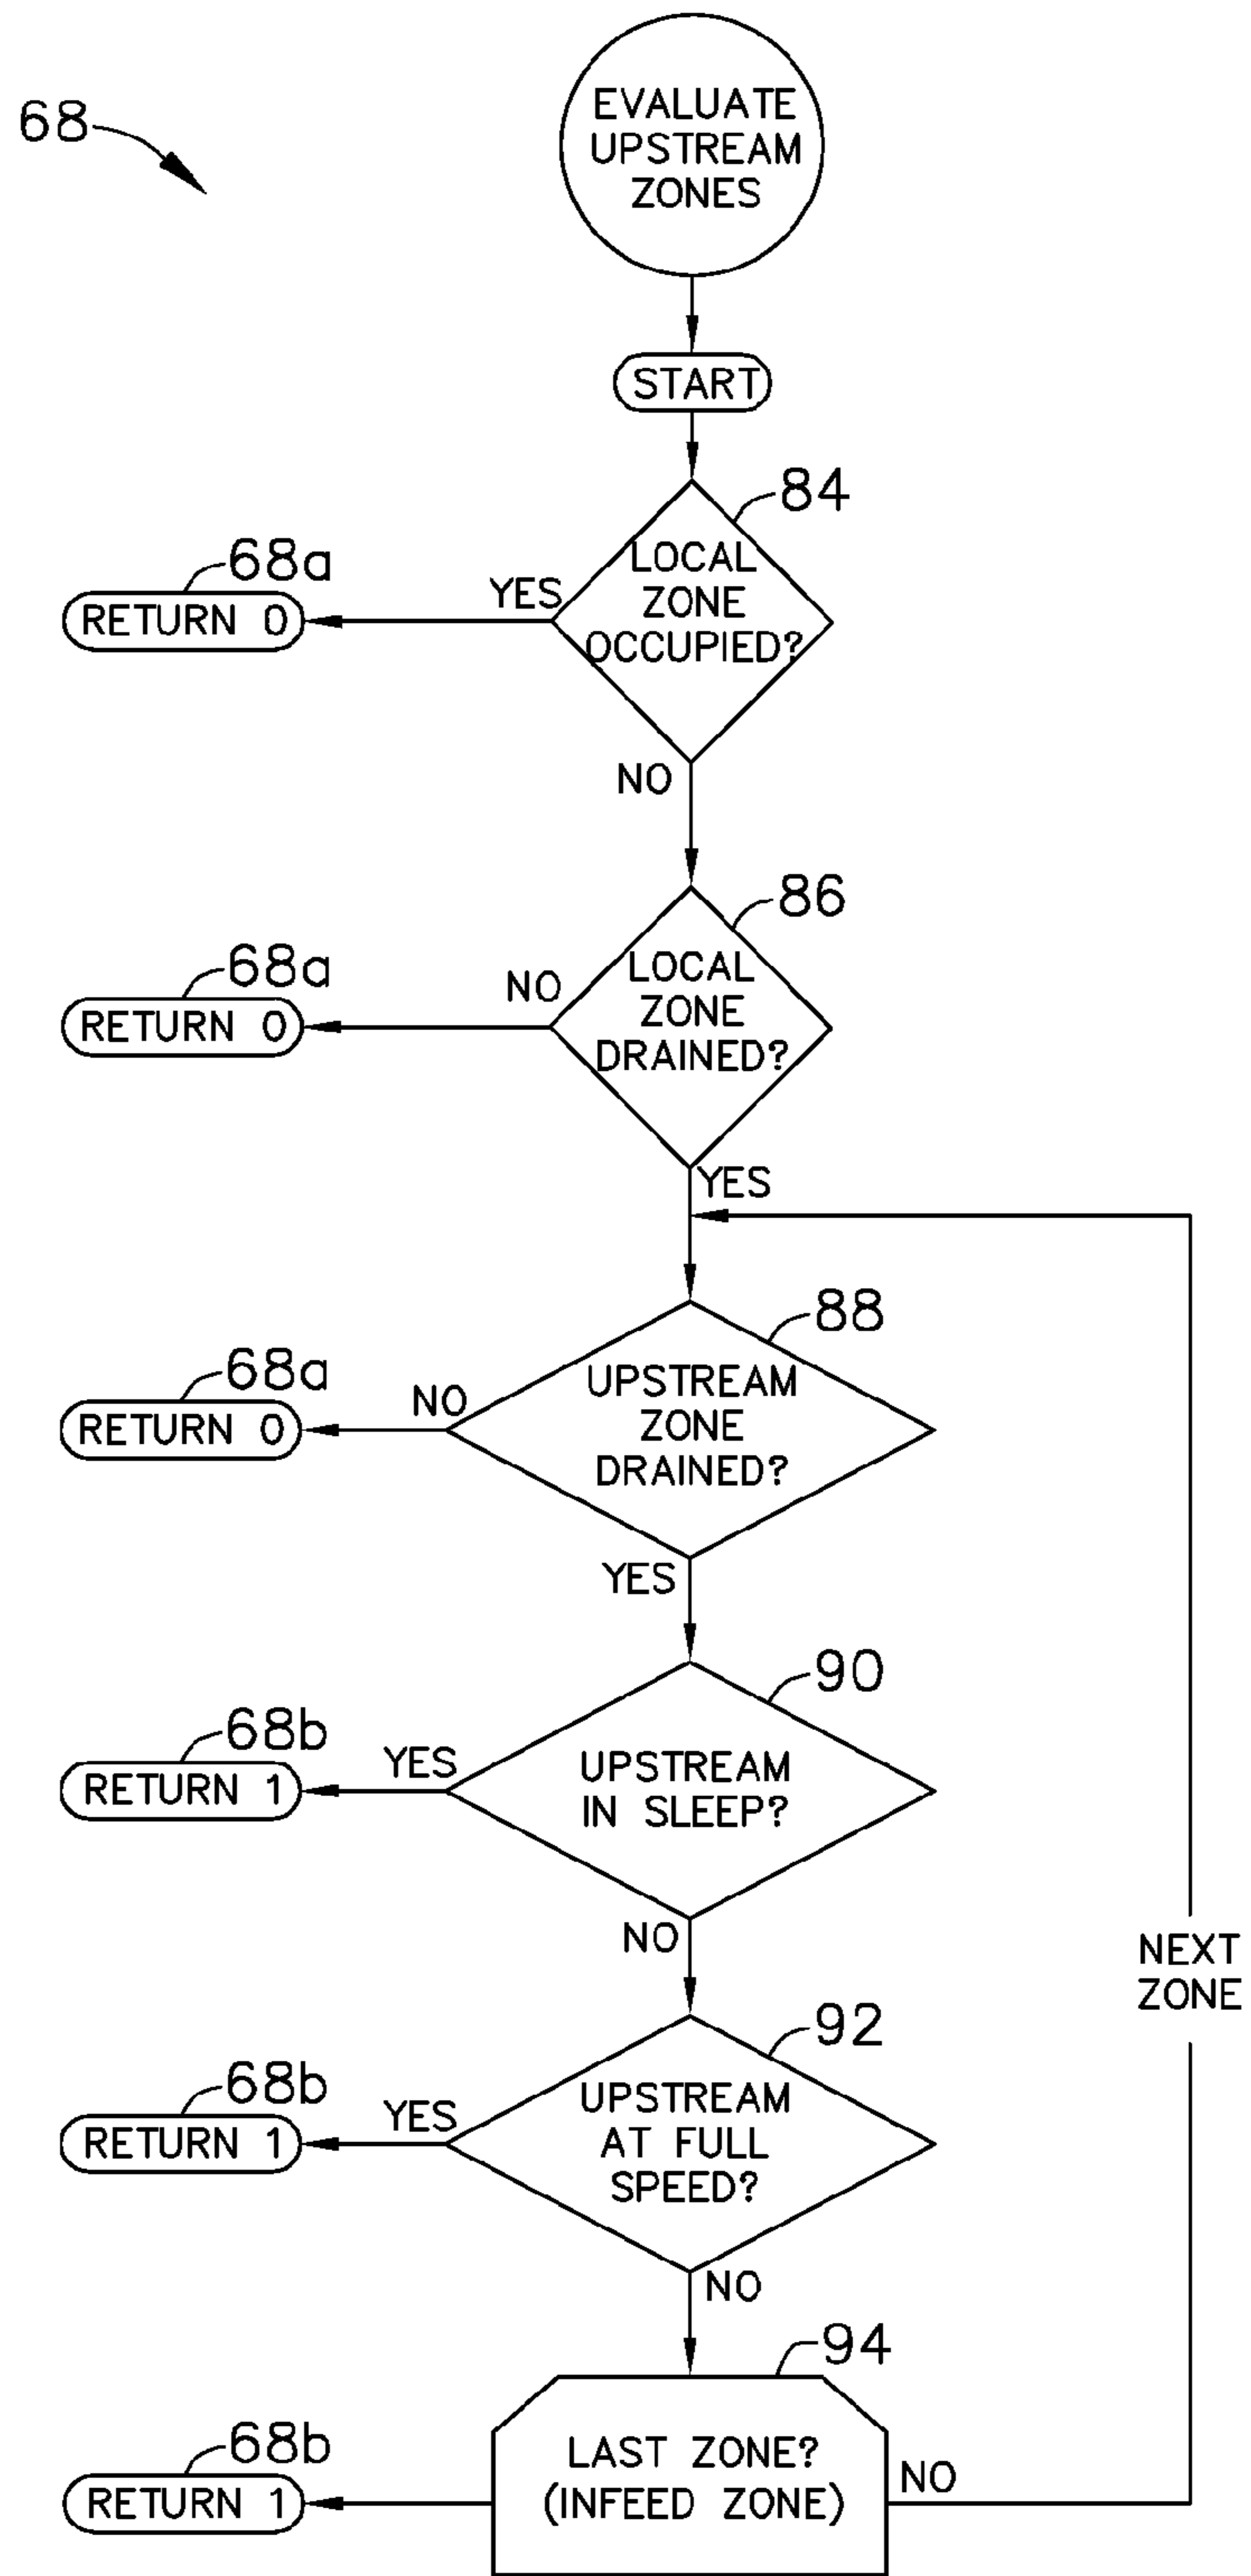 68
EVALUATE
UPSTREAM
ZONES
START
84
LOCAL
ZONE
OCCUPIED?
YES
68a
RETURN 0
NO
86
LOCAL
ZONE
DRAINED?
NO
68a
RETURN 0
YES
88
UPSTREAM
ZONE
DRAINED?
NO
68a
RETURN 0
YES
90
UPSTREAM
IN SLEEP?
YES
68b
RETURN 1
NO
NEXT
ZONE
92
UPSTREAM
AT FULL
SPEED?
YES
68b
RETURN 1
NO
94
LAST ZONE?
(INFEED ZONE)
NO
68b
RETURN 1